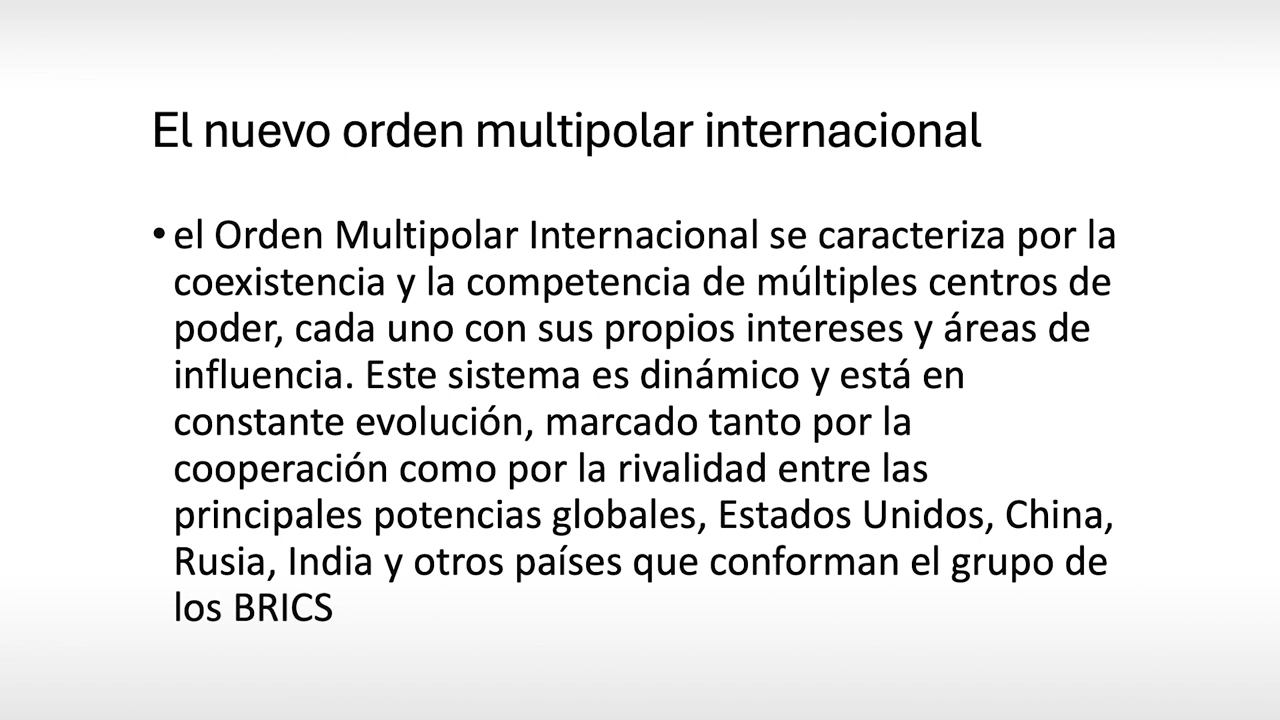 El nuevo orden multipolar internacional
• el Orden Multipolar Internacional se caracteriza por la
coexistencia y la competencia de múltiples centros de
poder, cada uno con sus propios intereses y áreas de
influencia. Este sistema es dinámico y está en
constante evolución, marcado tanto por la
cooperación como por la rivalidad entre las
principales potencias globales, Estados Unidos, China,
Rusia, India y otros países que conforman el grupo de
los BRICS